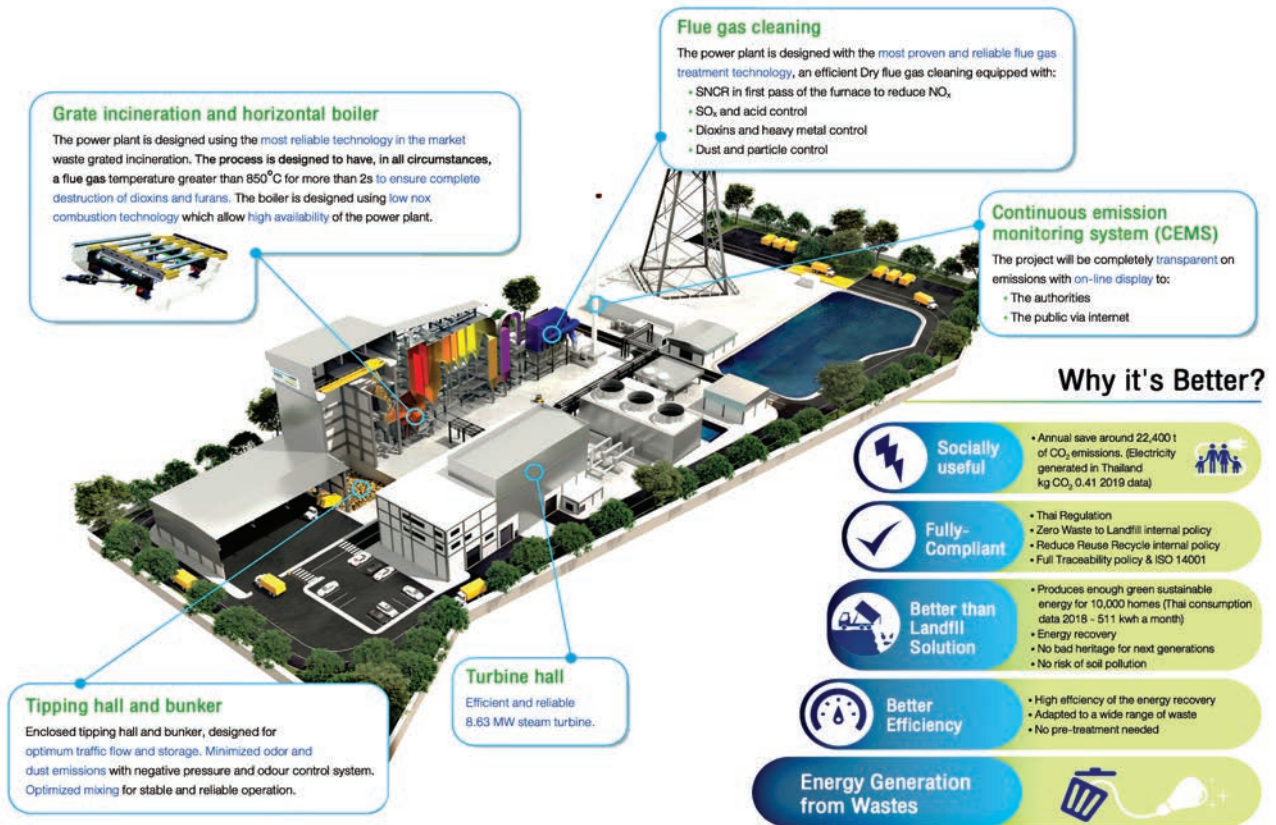 Flue gas cleaning
The power plant is designed with the most proven and reliable flue gas
treatment technology, an efficient Dry flue gas cleaning equipped with:
• SNCR in first pass of the furnace to reduce NOₓ
• SOₓ and acid control
• Dioxins and heavy metal control
• Dust and particle control
Grate incineration and horizontal boiler
The power plant is designed using the most reliable technology in the market
waste grated incineration. The process is designed to have, in all circumstances,
a flue gas temperature greater than 850°C for more than 2s to ensure complete
destruction of dioxins and furans. The boiler is designed using low nox
combustion technology which allow high availability of the power plant.
Continuous emission
monitoring system (CEMS)
The project will be completely transparent on
emissions with on-line display to:
• The authorities
• The public via internet
Why it's Better?
Socially
useful
• Annual save around 22,400 t
of CO₂ emissions. (Electricity
generated in Thailand
kg CO₂ 0.41 2019 data)
Fully-
Compliant
• Thai Regulation
• Zero Waste to Landfill internal policy
• Reduce Reuse Recycle internal policy
• Full Traceability policy & ISO 14001
Better than
Landfill
Solution
• Produces enough green sustainable
energy for 10,000 homes (Thai consumption
data 2018 - 511 kwh a month)
• Energy recovery
• No bad heritage for next generations
• No risk of soil pollution
Better
Efficiency
• High effciency of the energy recovery
• Adapted to a wide range of waste
• No pre-treatment needed
Energy Generation
from Wastes
Turbine hall
Efficient and reliable
8.63 MW steam turbine.
Tipping hall and bunker
Enclosed tipping hall and bunker, designed for
optimum traffic flow and storage. Minimized odor and
dust emissions with negative pressure and odour control system.
Optimized mixing for stable and reliable operation.